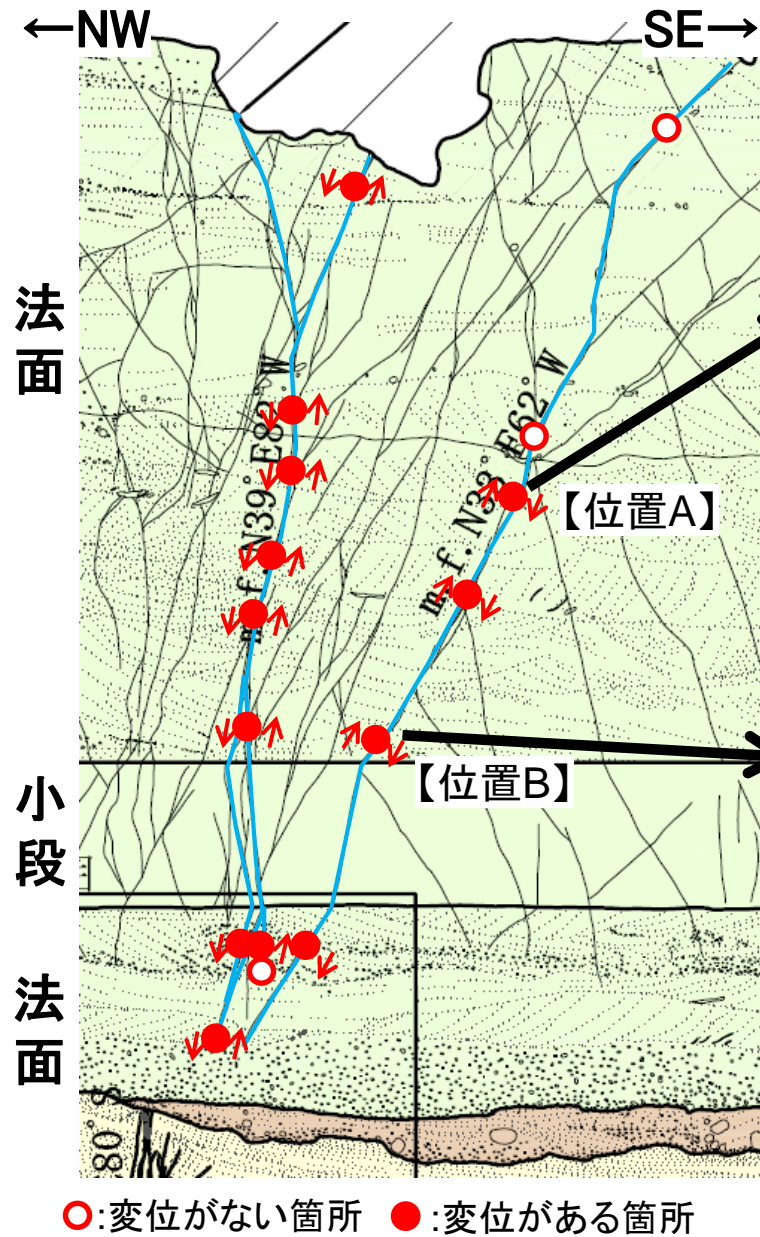 ←NW
SE→
法面
m.f.N39°E82°W
m.f.N33°E62°W
【位置A】
【位置B】
小段
法面
:変位がない箇所
:変位がある箇所